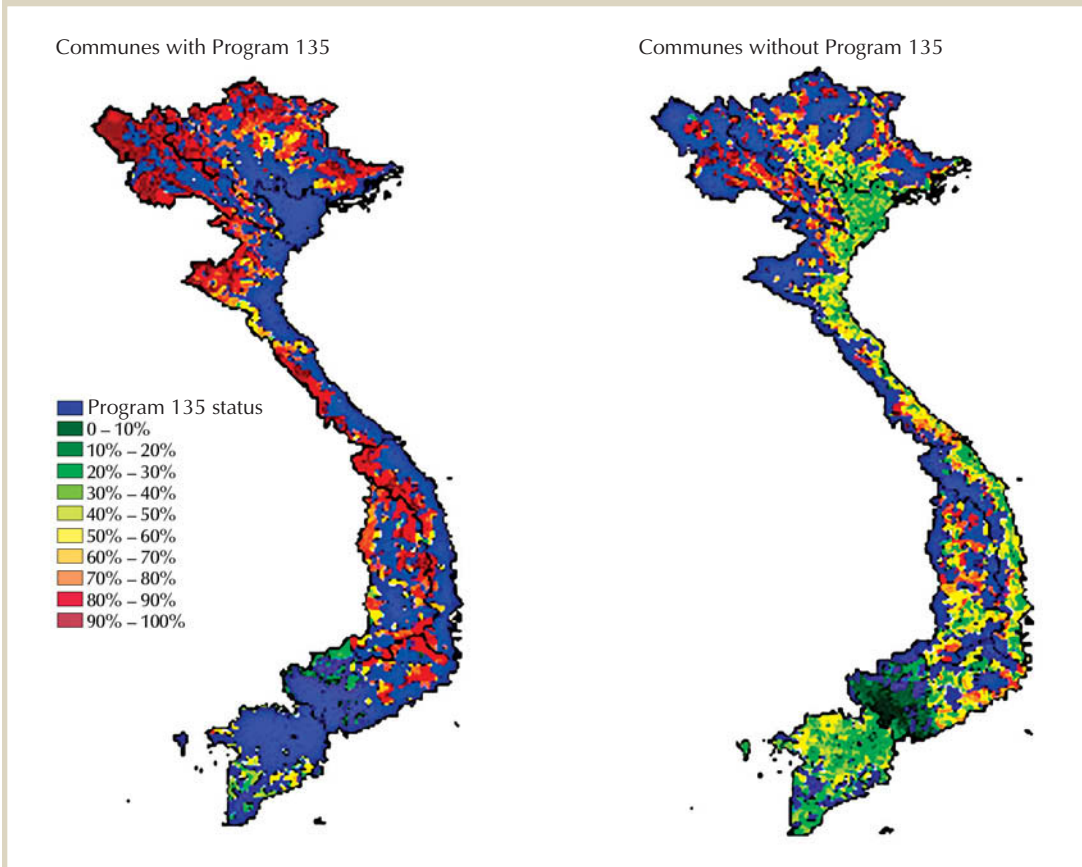 Communes with Program 135
Communes without Program 135
Program 135 status
0 – 10%
10% – 20%
20% – 30%
30% – 40%
40% – 50%
50% – 60%
60% – 70%
70% – 80%
80% – 90%
90% – 100%